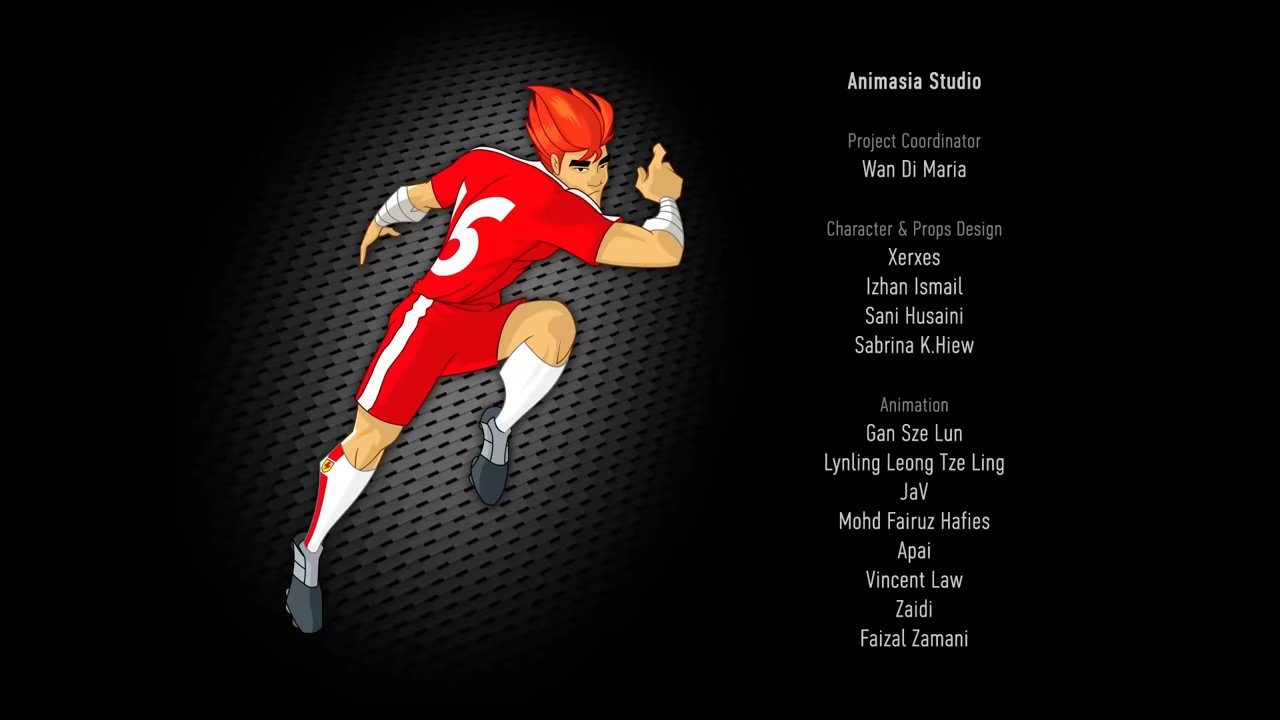 Animasia Studio
Project Coordinator
Wan Di Maria
Character & Props Design
Xerxes
Izhan Ismail
Sani Husaini
Sabrina K.Hiew
Animation
Gan Sze Lun
Lynling Leong Tze Ling
JaV
Mohd Fairuz Hafies
Apai
Vincent Law
Zaidi
Faizal Zamani
6